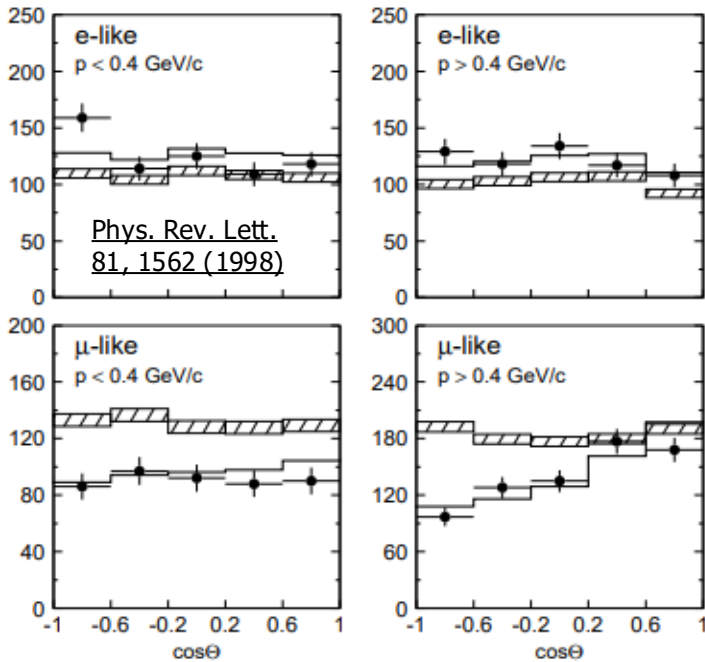 250
200
150
100
50
0
e-like
p < 0.4 GeV/c
Phys. Rev. Lett.
81, 1562 (1998)
250
200
150
100
50
0
e-like
p > 0.4 GeV/c
200
160
120
80
40
0
μ-like
p < 0.4 GeV/c
-1 -0.6 -0.2 0.2 0.6 1
cosΘ
300
240
180
120
60
0
μ-like
p > 0.4 GeV/c
-1 -0.6 -0.2 0.2 0.6 1
cosΘ